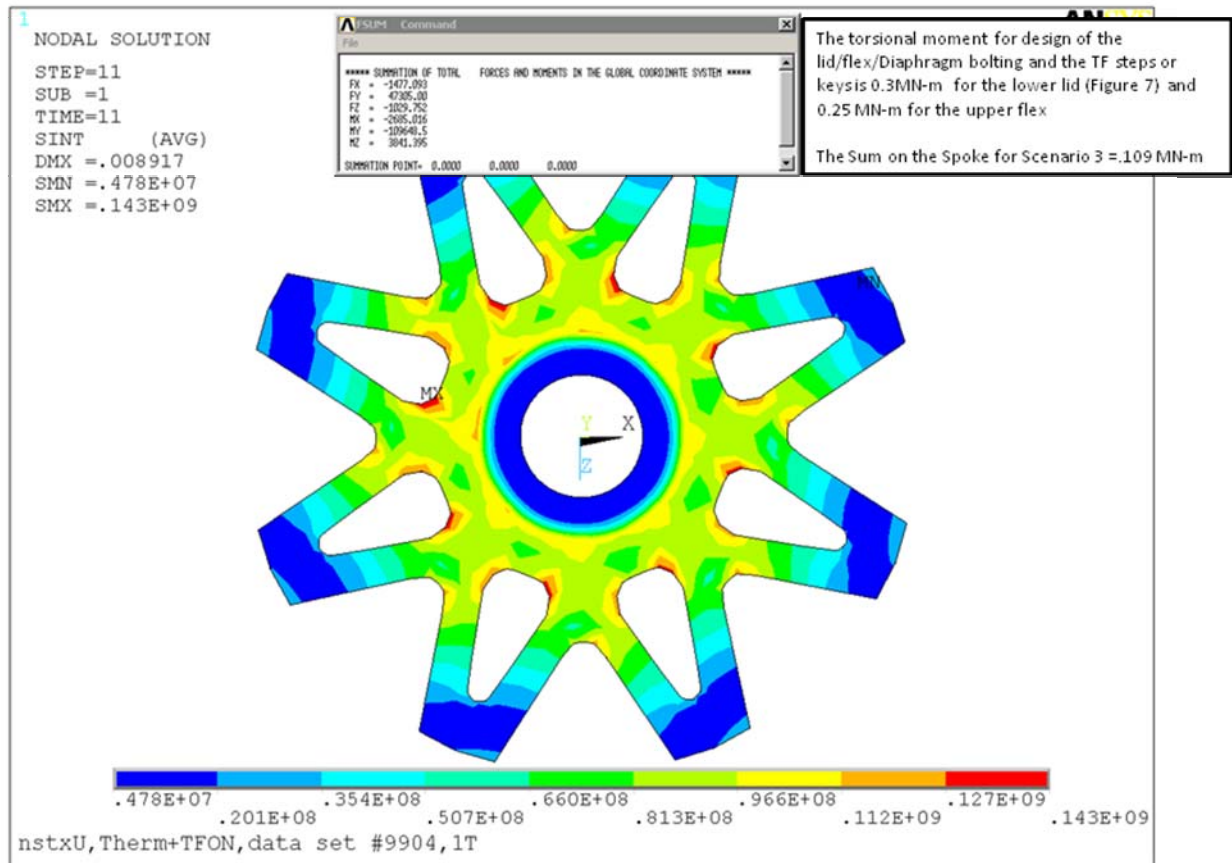 1
NODAL SOLUTION
STEP=11
SUB =1
TIME=11
SINT (AVG)
DMX =.008917
SMN =.478E+07
SMX =.143E+09
FSUM Command
File
***** SUMMATION OF TOTAL FORCES AND MOMENTS IN THE GLOBAL COORDINATE SYSTEM *****
FX = -1477.093
FY = 47305.00
FZ = -1029.752
MX = -2685.016
MY = -109648.5
MZ = 3841.395
SUMMATION POINT= 0.0000 0.0000 0.0000
The torsional moment for design of the
lid/flex/Diaphragm bolting and the TF steps or
keys is 0.3MN-m for the lower lid (Figure 7) and
0.25 MN-m for the upper flex
The Sum on the Spoke for Scenario 3 =.109 MN-m
MN
MX
Y
X
Z
.478E+07 .354E+08 .660E+08 .966E+08 .127E+09
.201E+08 .507E+08 .813E+08 .112E+09 .143E+09
nstxU,Therm+TFON,data set #9904,1T